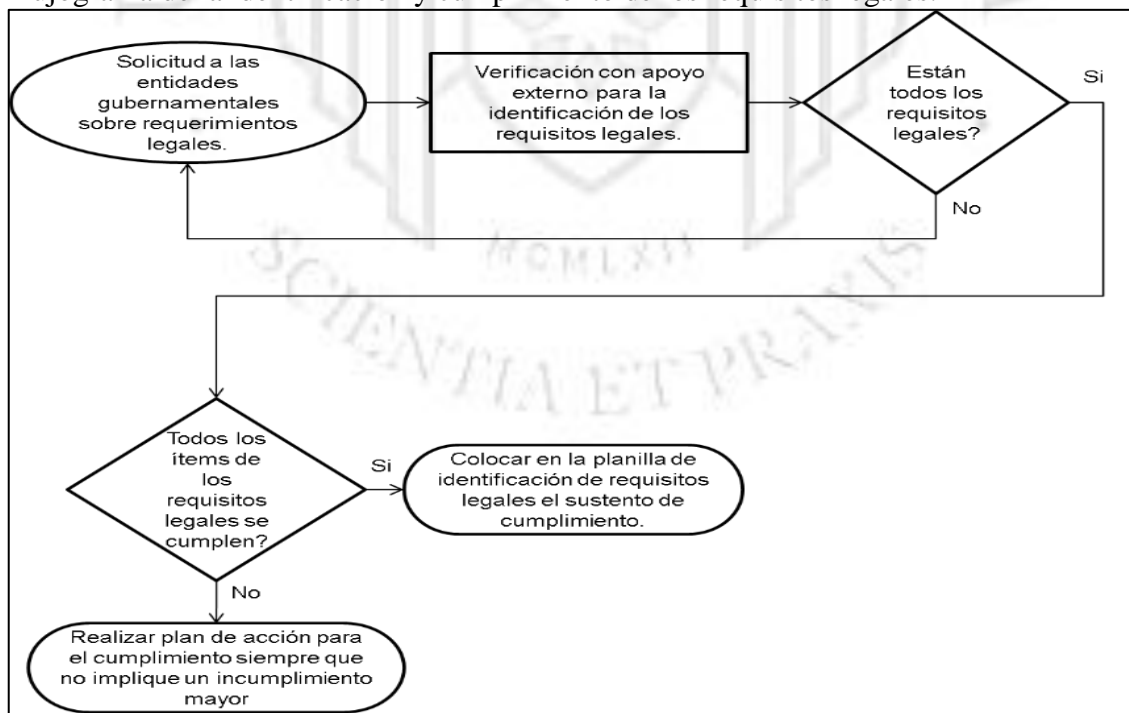 Solicitud a las
entidades
gubernamentales
sobre requerimientos
legales.
Verificación con apoyo
externo para la
identificación de los
requisitos legales.
Están
todos los
requisitos
legales?
Si
No
MCMLXII
SCIENTIA ET PRAXIS
Todos los
ítems de
los
requisitos
legales se
cumplen?
Si
Colocar en la planilla de
identificación de requisitos
legales el sustento de
cumplimiento.
No
Realizar plan de acción para
el cumplimiento siempre que
no implique un incumplimiento
mayor